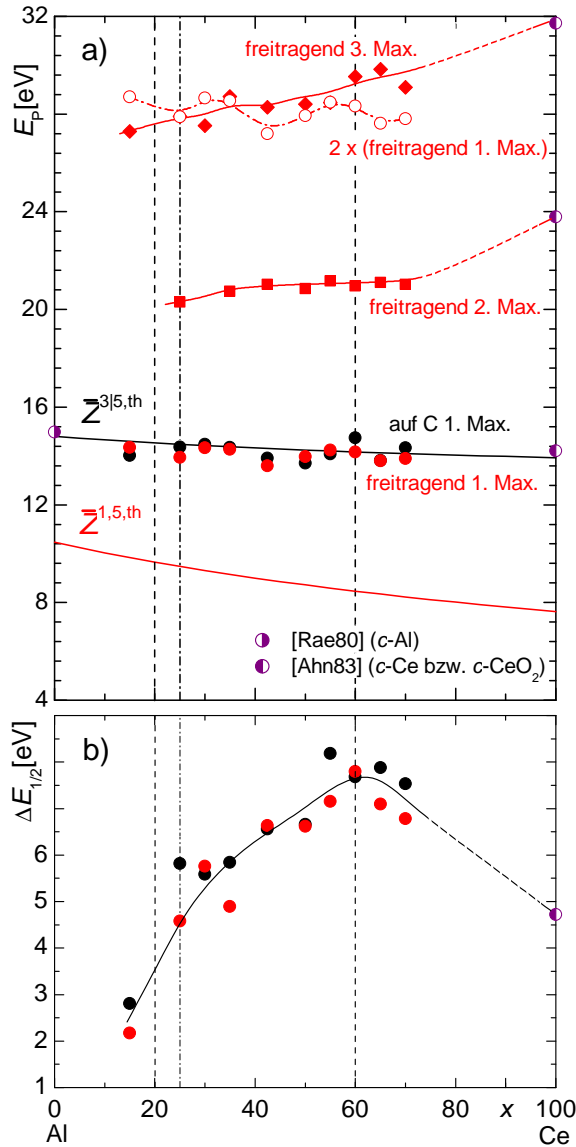 32
a)
freitragend 3. Max.
E_P[eV]
28
2 x (freitragend 1. Max.)
24
20
freitragend 2. Max.
16
Z̄^3|5,th
auf C 1. Max.
12
freitragend 1. Max.
Z̄^1,5,th
8
[Rae80] (c-Al)
[Ahn83] (c-Ce bzw. c-CeO₂)
4
b)
ΔE_1/2[eV]
6
5
4
3
2
1
0 20 40 60 80 x 100
Al Ce